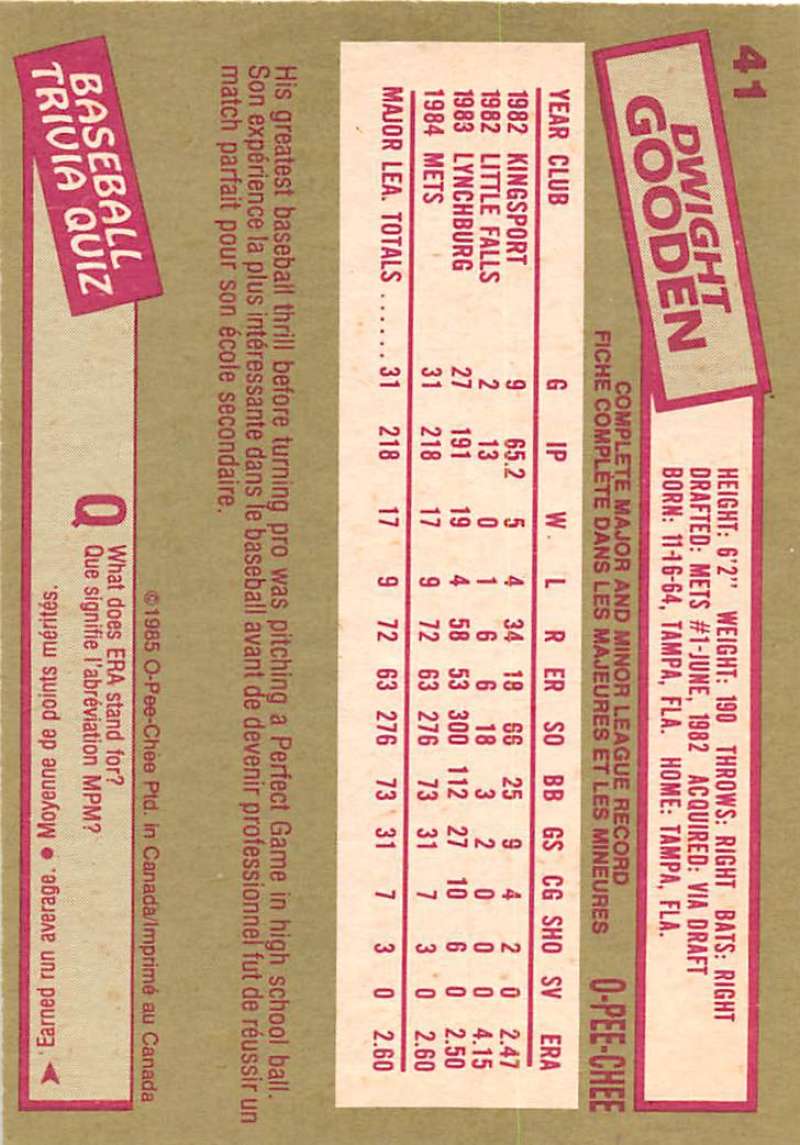 41
DWIGHT
GOODEN
HEIGHT: 6'2" WEIGHT: 190 THROWS: RIGHT BATS: RIGHT
DRAFTED: METS #1-JUNE, 1982 ACQUIRED: VIA DRAFT
BORN: 11-16-64, TAMPA, FLA. HOME: TAMPA, FLA.
COMPLETE MAJOR AND MINOR LEAGUE RECORD
FICHE COMPLÈTE DANS LES MAJEURES ET LES MINEURES
O-PEE-CHEE
YEAR CLUB G IP W L R ER SO BB GS CG SHO SV ERA
1982 KINGSPORT 9 65.2 5 4 34 18 66 25 9 4 2 0 2.47
1982 LITTLE FALLS 2 13 0 1 6 6 18 3 2 0 0 0 4.15
1983 LYNCHBURG 27 191 19 4 58 53 300 112 27 10 6 0 2.50
1984 METS 31 218 17 9 72 63 276 73 31 7 3 0 2.60
MAJOR LEA. TOTALS ...... 31 218 17 9 72 63 276 73 31 7 3 0 2.60
His greatest baseball thrill before turning pro was pitching a Perfect Game in high school ball.
Son expérience la plus intéressante dans le baseball avant de devenir professionnel fut de réussir un
match parfait pour son école secondaire.
©1985 O-Pee-Chee Ptd. in Canada/Imprimé au Canada
BASEBALL
TRIVIA QUIZ
Q What does ERA stand for?
Que signifie l'abréviation MPM?
Earned run average. • Moyenne de points mérités.